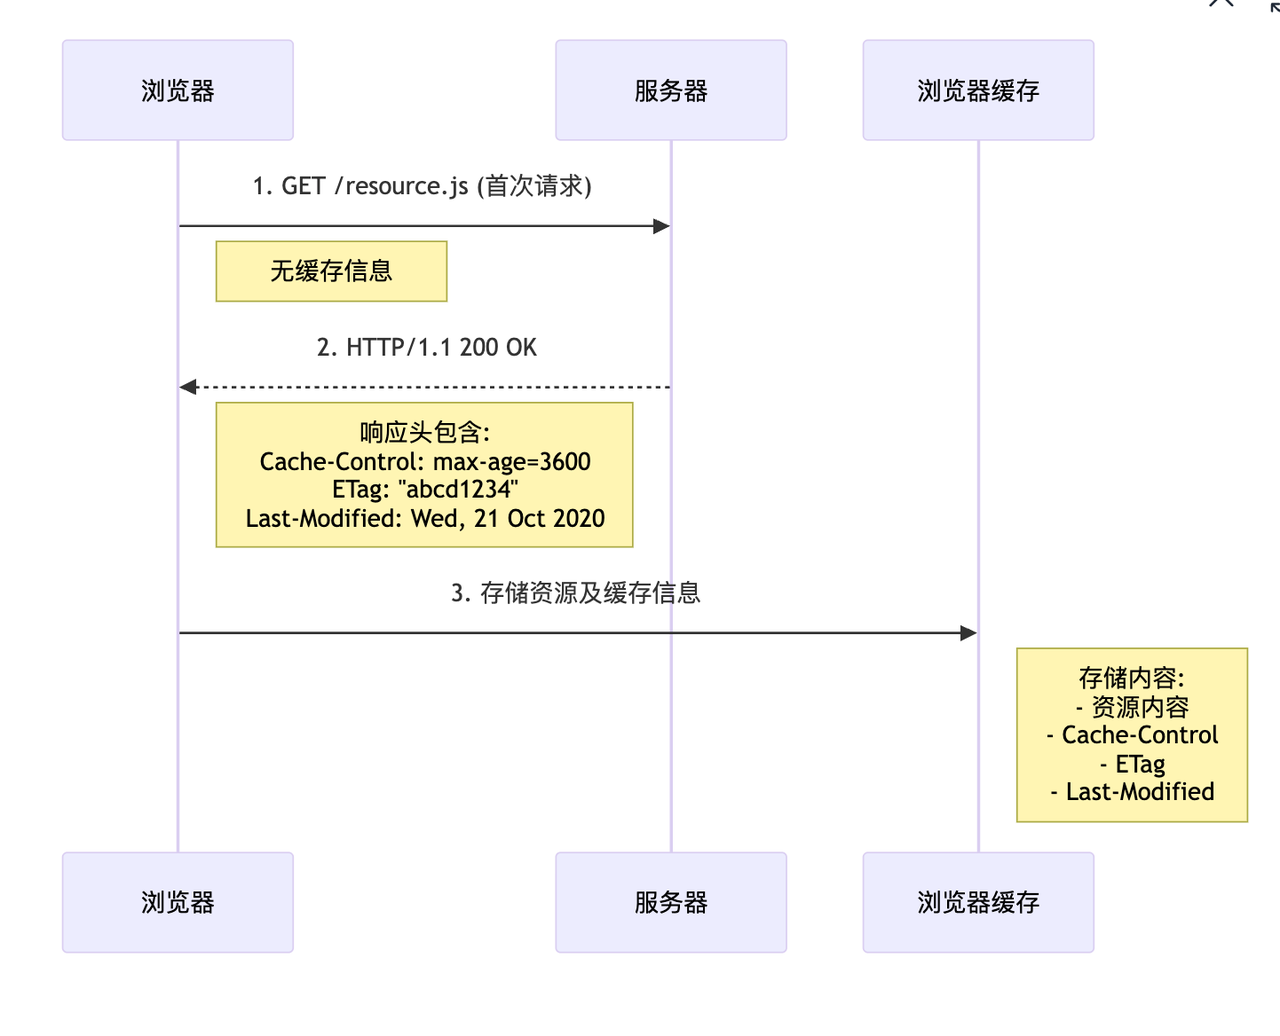 浏览器
服务器
浏览器缓存
1. GET /resource.js (首次请求)
无缓存信息
2. HTTP/1.1 200 OK
响应头包含:
Cache-Control: max-age=3600
ETag: "abcd1234"
Last-Modified: Wed, 21 Oct 2020
3. 存储资源及缓存信息
存储内容:
- 资源内容
- Cache-Control
- ETag
- Last-Modified
浏览器
服务器
浏览器缓存